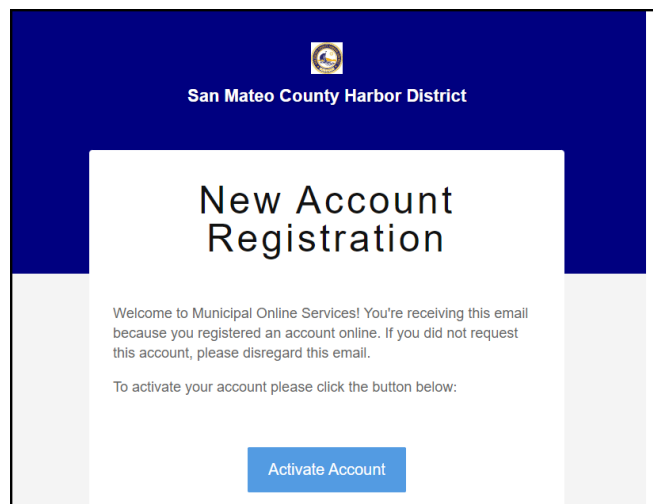 San Mateo County Harbor District
New Account
Registration
Welcome to Municipal Online Services! You're receiving this email
because you registered an account online. If you did not request
this account, please disregard this email.
To activate your account please click the button below:
Activate Account